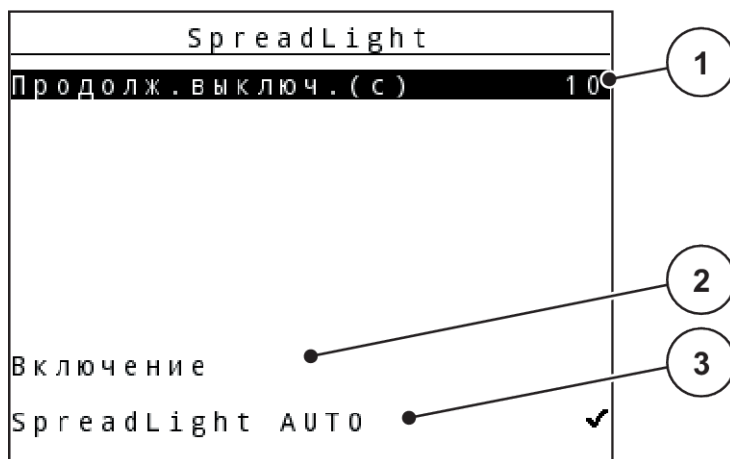 SpreadLight
Продолж.выключ.(с) 10
1
2
Включение
3
SpreadLight AUTO ✓